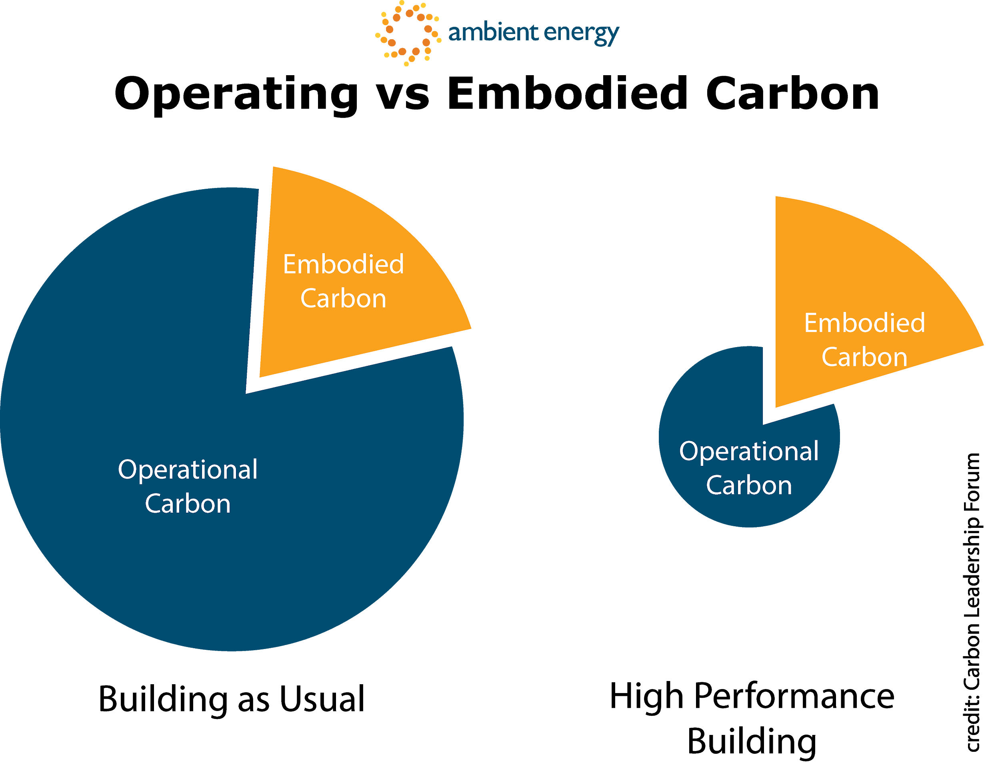 ambient energy
Operating vs Embodied Carbon
Embodied
Carbon
Operational
Carbon
Building as Usual
Embodied
Carbon
Operational
Carbon
High Performance
Building
credit: Carbon Leadership Forum